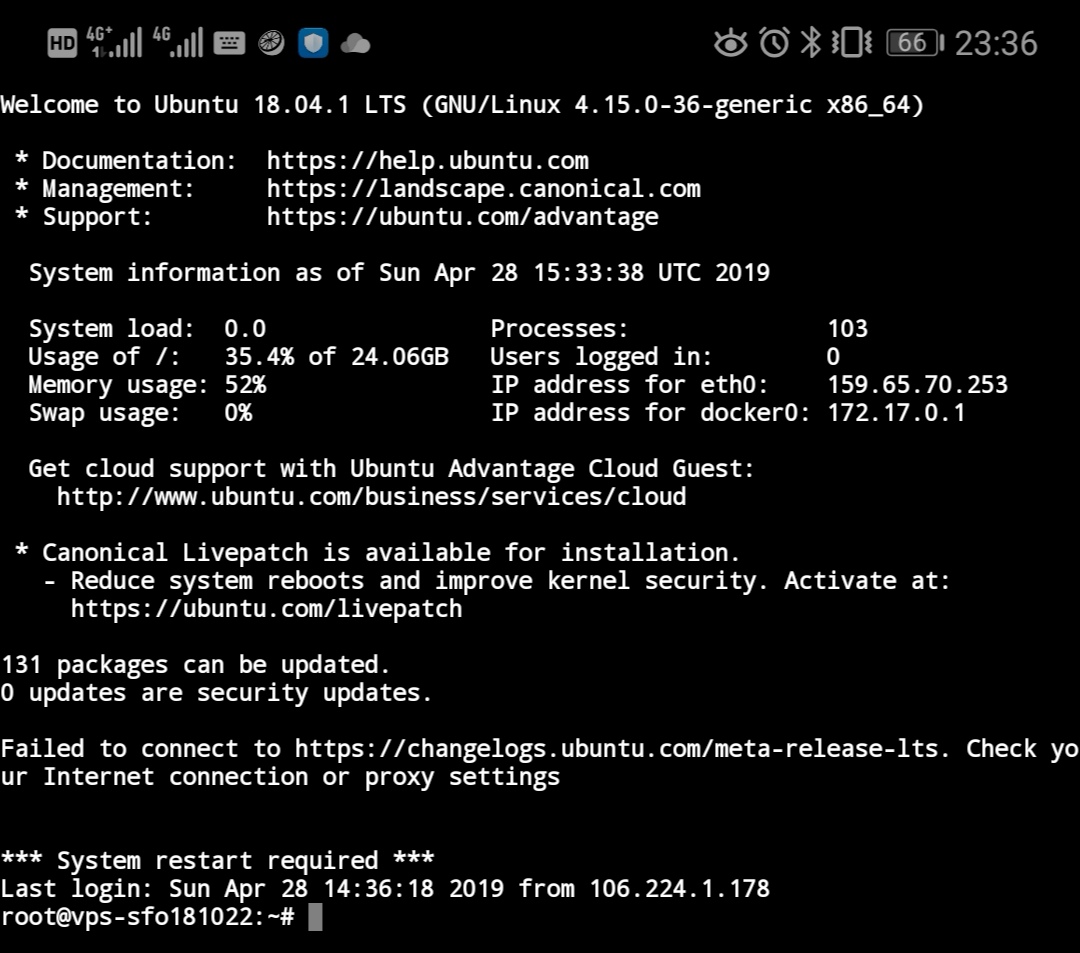 HD 4G+ 4G 66 23:36
Welcome to Ubuntu 18.04.1 LTS (GNU/Linux 4.15.0-36-generic x86_64)
* Documentation: https://help.ubuntu.com
* Management: https://landscape.canonical.com
* Support: https://ubuntu.com/advantage
System information as of Sun Apr 28 15:33:38 UTC 2019
System load: 0.0 Processes: 103
Usage of /: 35.4% of 24.06GB Users logged in: 0
Memory usage: 52% IP address for eth0: 159.65.70.253
Swap usage: 0% IP address for docker0: 172.17.0.1
Get cloud support with Ubuntu Advantage Cloud Guest:
http://www.ubuntu.com/business/services/cloud
* Canonical Livepatch is available for installation.
- Reduce system reboots and improve kernel security. Activate at:
https://ubuntu.com/livepatch
131 packages can be updated.
0 updates are security updates.
Failed to connect to https://changelogs.ubuntu.com/meta-release-lts. Check yo
ur Internet connection or proxy settings
*** System restart required ***
Last login: Sun Apr 28 14:36:18 2019 from 106.224.1.178
root@vps-sfo181022:~#